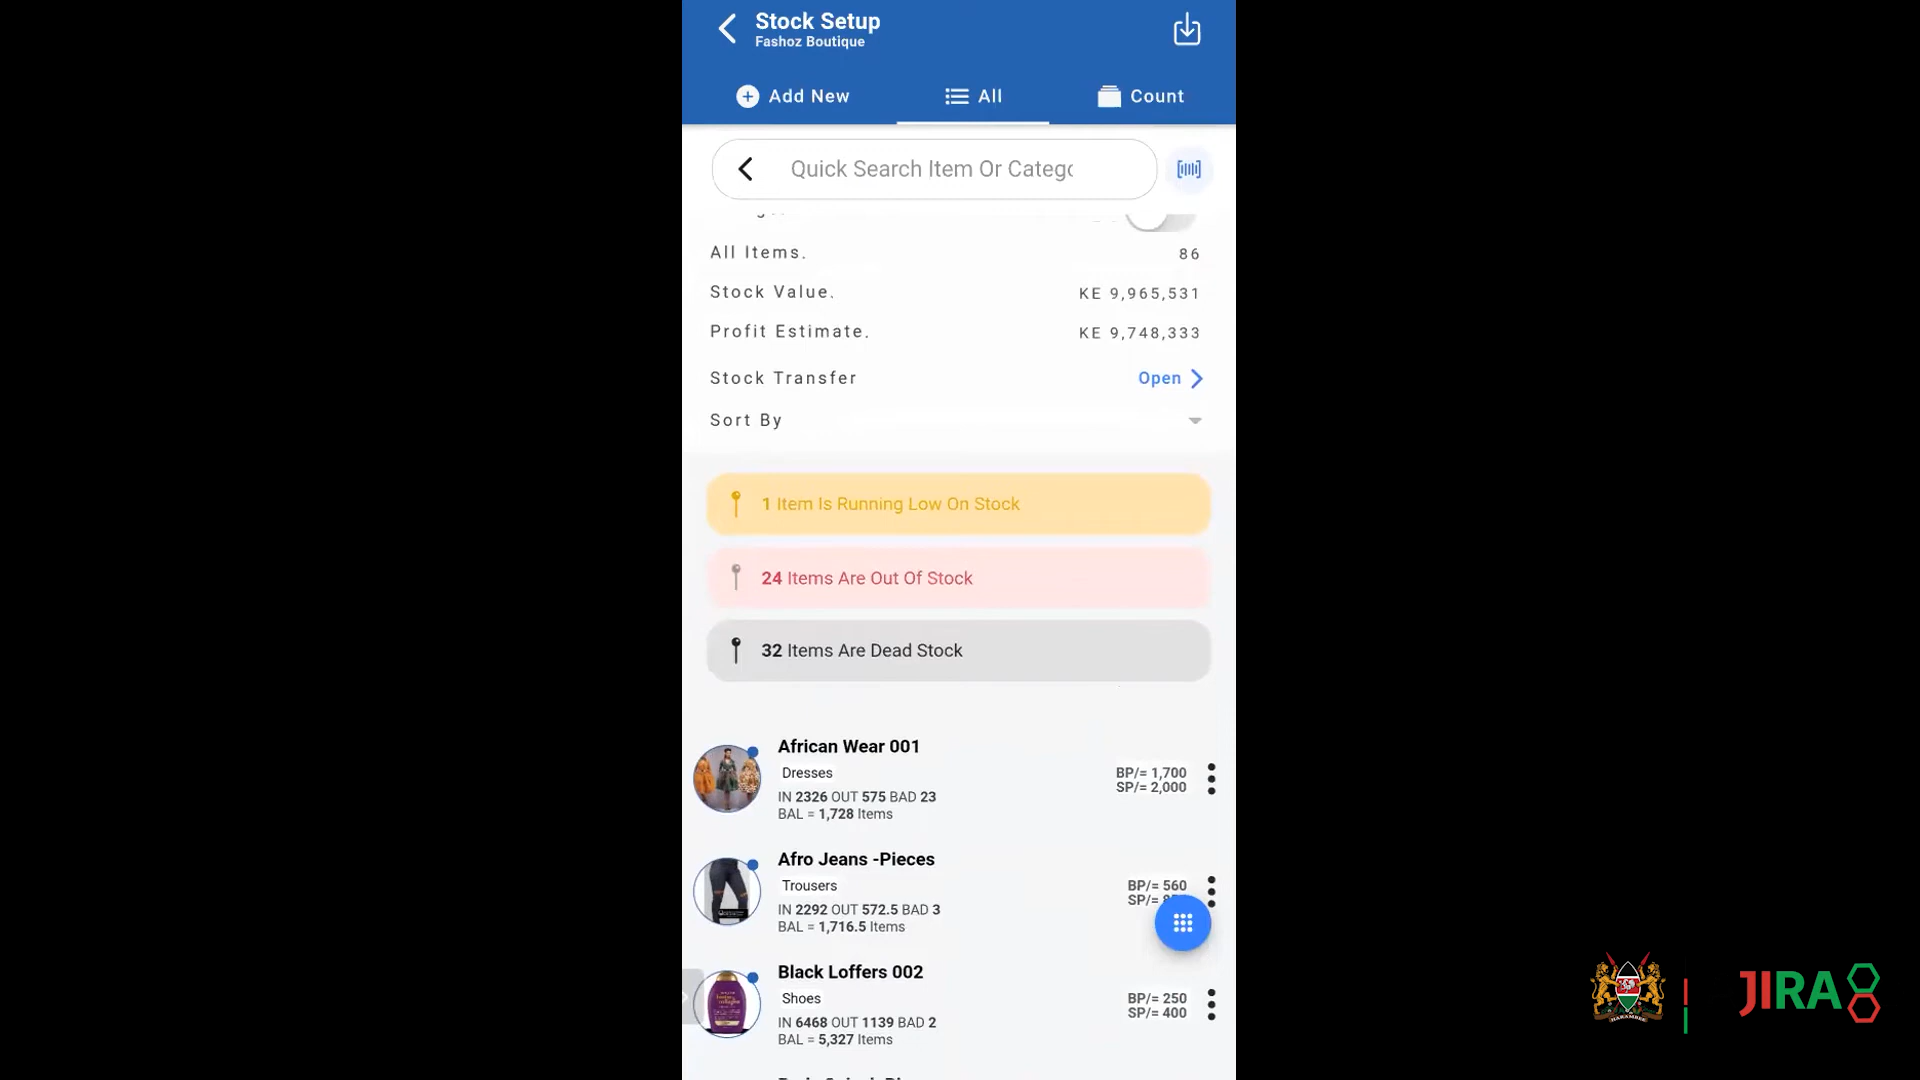 Stock Setup
Fashoz Boutique
Add New
All
Count
Quick Search Item Or Catego
All Items.
86
Stock Value.
KE 9,965,531
Profit Estimate.
KE 9,748,333
Stock Transfer
Open
Sort By
1 Item Is Running Low On Stock
24 Items Are Out Of Stock
32 Items Are Dead Stock
African Wear 001
Dresses
BP/= 1,700
SP/= 2,000
IN 2326 OUT 575 BAD 23
BAL = 1,728 Items
Afro Jeans -Pieces
Trousers
BP/= 560
SP/=
IN 2292 OUT 572.5 BAD 3
BAL = 1,716.5 Items
Black Loffers 002
Shoes
BP/= 250
SP/= 400
IN 6468 OUT 1139 BAD 2
BAL = 5,327 Items
HARAMBEE
JIRA